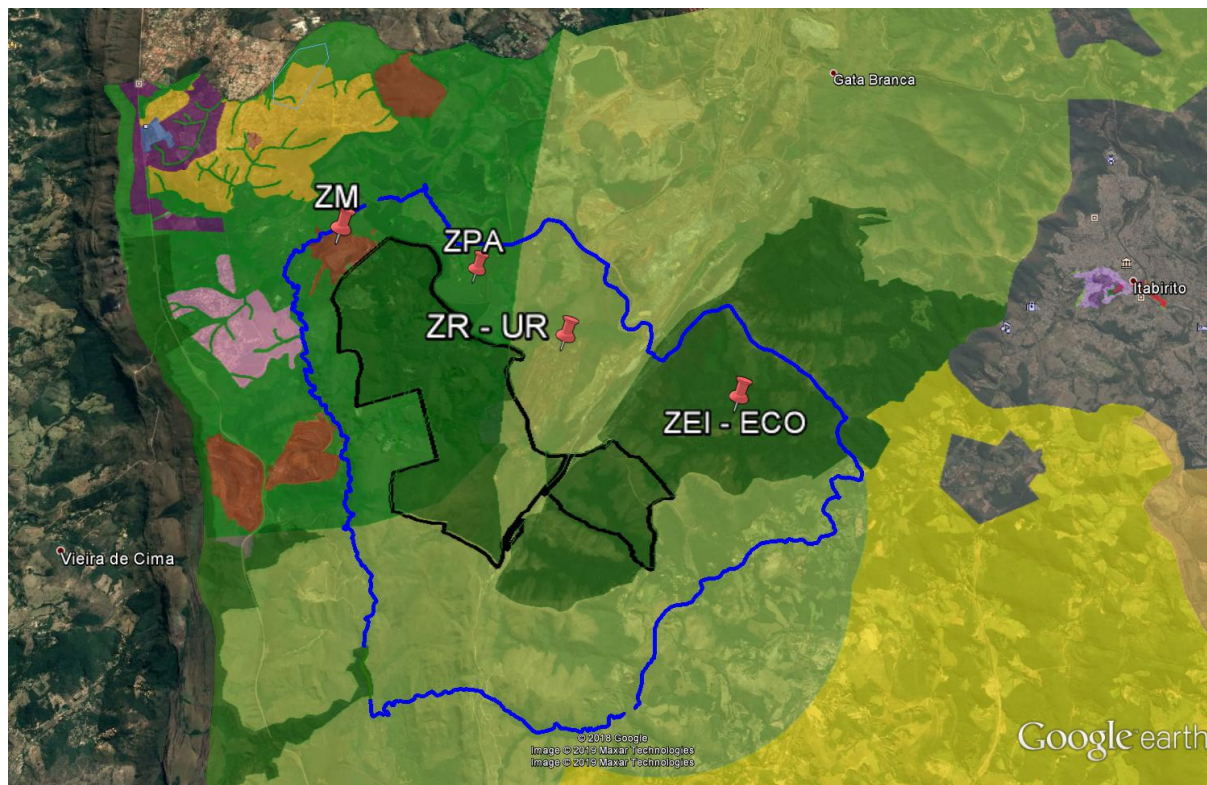 Gata Branca
ZM
ZPA
Itabirito
ZR - UR
ZEI - ECO
Vieira de Cima
Google earth
© 2018 Google
Image © 2019 Maxar Technologies
Image © 2019 Maxar Technologies